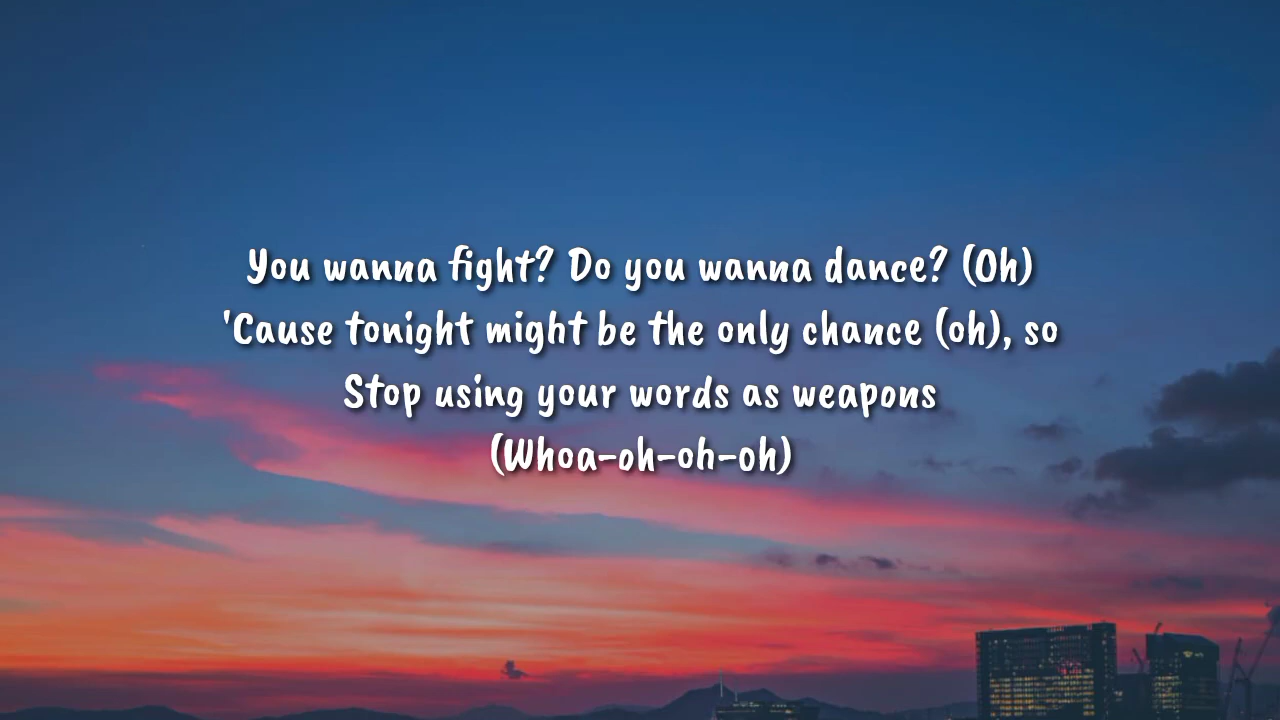 You wanna fight? Do you wanna dance? (Oh)
'Cause tonight might be the only chance (oh), so
Stop using your words as weapons
(Whoa-oh-oh-oh)